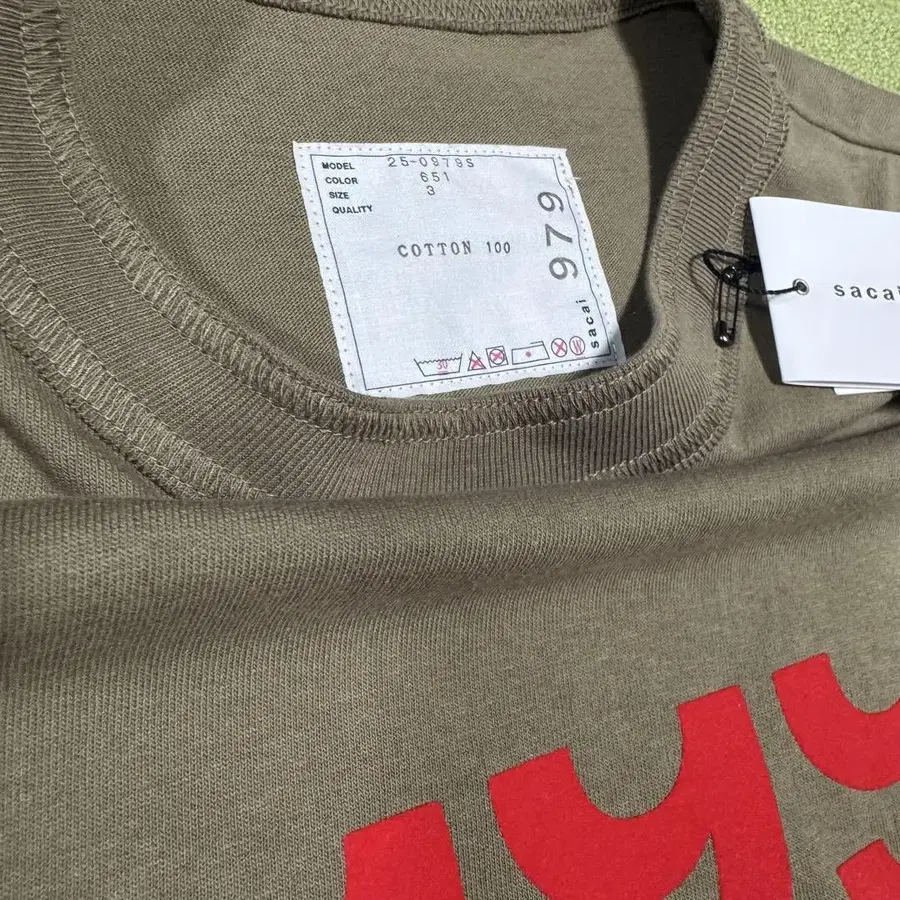 MODEL 25-0979S
COLOR 651
SIZE 3
QUALITY
COTTON 100
979
sacai
30
W
sacai